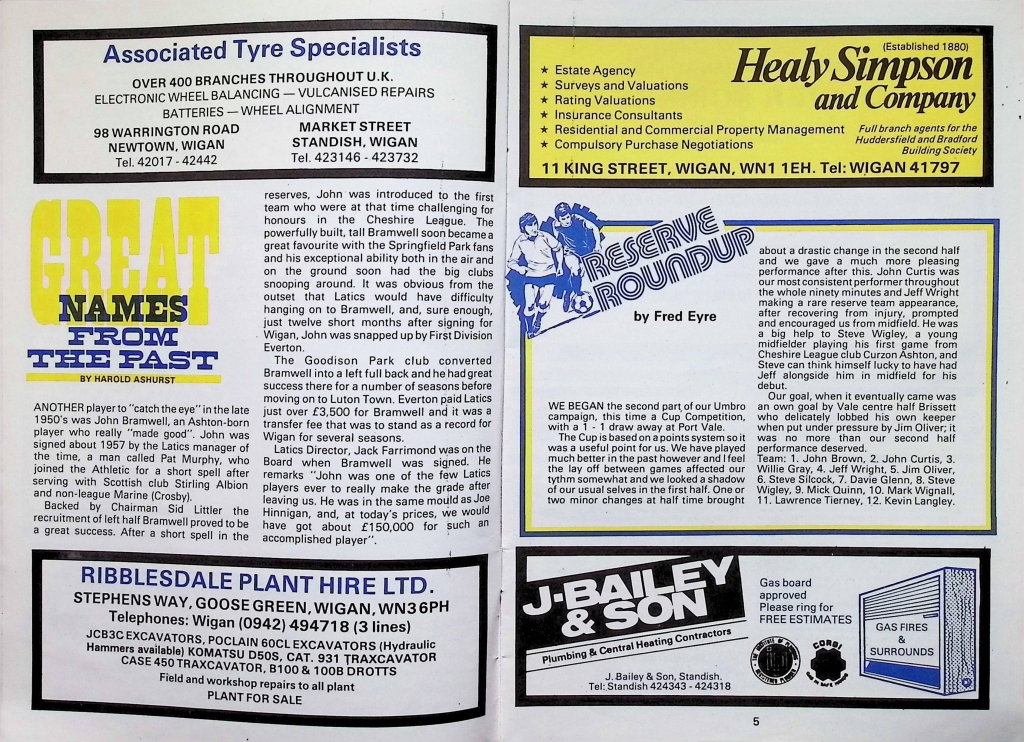 Associated Tyre Specialists
OVER 400 BRANCHES THROUGHOUT U.K.
ELECTRONIC WHEEL BALANCING — VULCANISED REPAIRS
BATTERIES — WHEEL ALIGNMENT
98 WARRINGTON ROAD
NEWTOWN, WIGAN
Tel. 42017 - 42442
MARKET STREET
STANDISH, WIGAN
Tel. 423146 - 423732
GREAT
NAMES
FROM
THE PAST
BY HAROLD ASHURST
ANOTHER player to "catch the eye" in the late
1950's was John Bramwell, an Ashton-born
player who really "made good". John was
signed about 1957 by the Latics manager of
the time, a man called Pat Murphy, who
joined the Athletic for a short spell after
serving with Scottish club Stirling Albion
and non-league Marine (Crosby).
Backed by Chairman Sid Littler the
recruitment of left half Bramwell proved to be
a great success. After a short spell in the
reserves, John was introduced to the first
team who were at that time challenging for
honours in the Cheshire League. The
powerfully built, tall Bramwell soon became a
great favourite with the Springfield Park fans
and his exceptional ability both in the air and
on the ground soon had the big clubs
snooping around. It was obvious from the
outset that Latics would have difficulty
hanging on to Bramwell, and, sure enough,
just twelve short months after signing for
Wigan, John was snapped up by First Division
Everton.
The Goodison Park club converted
Bramwell into a left full back and he had great
success there for a number of seasons before
moving on to Luton Town. Everton paid Latics
just over £3,500 for Bramwell and it was a
transfer fee that was to stand as a record for
Wigan for several seasons.
Latics Director, Jack Farrimond was on the
Board when Bramwell was signed. He
remarks "John was one of the few Latics
players ever to really make the grade after
leaving us. He was in the same mould as Joe
Hinnigan, and, at today's prices, we would
have got about £150,000 for such an
accomplished player".
RIBBLESDALE PLANT HIRE LTD.
STEPHENS WAY, GOOSE GREEN, WIGAN, WN3 6PH
Telephones: Wigan (0942) 494718 (3 lines)
JCB3C EXCAVATORS, POCLAIN 60CL EXCAVATORS (Hydraulic
Hammers available) KOMATSU D50S, CAT. 931 TRAXCAVATOR
CASE 450 TRAXCAVATOR, B100 & 100B DROTTS
Field and workshop repairs to all plant
PLANT FOR SALE
(Established 1880)
Healy Simpson
and Company
★ Estate Agency
★ Surveys and Valuations
★ Rating Valuations
★ Insurance Consultants
★ Residential and Commercial Property Management
★ Compulsory Purchase Negotiations
Full branch agents for the
Huddersfield and Bradford
Building Society
11 KING STREET, WIGAN, WN1 1EH. Tel: WIGAN 41797
RESERVE
ROUNDUP
by Fred Eyre
WE BEGAN the second part of our Umbro
campaign, this time a Cup Competition,
with a 1 - 1 draw away at Port Vale.
The Cup is based on a points system so it
was a useful point for us. We have played
much better in the past however and I feel
the lay off between games affected our
tythm somewhat and we looked a shadow
of our usual selves in the first half. One or
two minor changes at half time brought
about a drastic change in the second half
and we gave a much more pleasing
performance after this. John Curtis was
our most consistent performer throughout
the whole ninety minutes and Jeff Wright
making a rare reserve team appearance,
after recovering from injury, prompted
and encouraged us from midfield. He was
a big help to Steve Wigley, a young
midfielder playing his first game from
Cheshire League club Curzon Ashton, and
Steve can think himself lucky to have had
Jeff alongside him in midfield for his
debut.
Our goal, when it eventually came was
an own goal by Vale centre half Brissett
who delicately lobbed his own keeper
when put under pressure by Jim Oliver; it
was no more than our second half
performance deserved.
Team: 1. John Brown, 2. John Curtis, 3.
Willie Gray, 4. Jeff Wright, 5. Jim Oliver,
6. Steve Silcock, 7. Davie Glenn, 8. Steve
Wigley, 9. Mick Quinn, 10. Mark Wignall,
11. Lawrence Tierney, 12. Kevin Langley.
J·BAILEY
& SON
Plumbing & Central Heating Contractors
J. Bailey & Son, Standish.
Tel: Standish 424343 - 424318
Gas board
approved
Please ring for
FREE ESTIMATES
CORGI
GAS FIRES
&
SURROUNDS
5